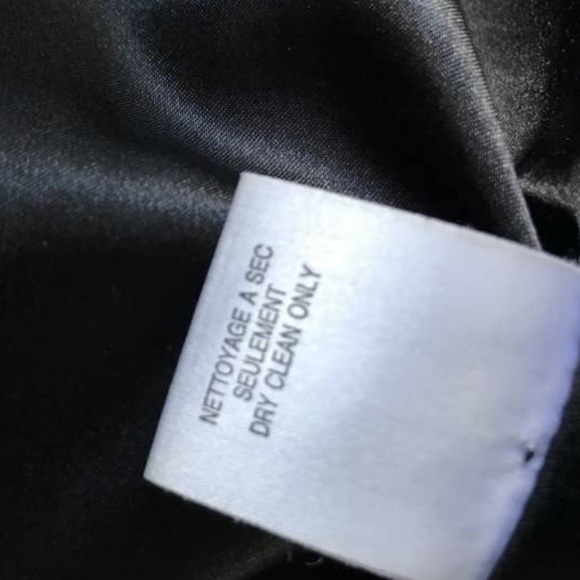 NETTOYAGE A SEC
SEULEMENT
DRY CLEAN ONLY